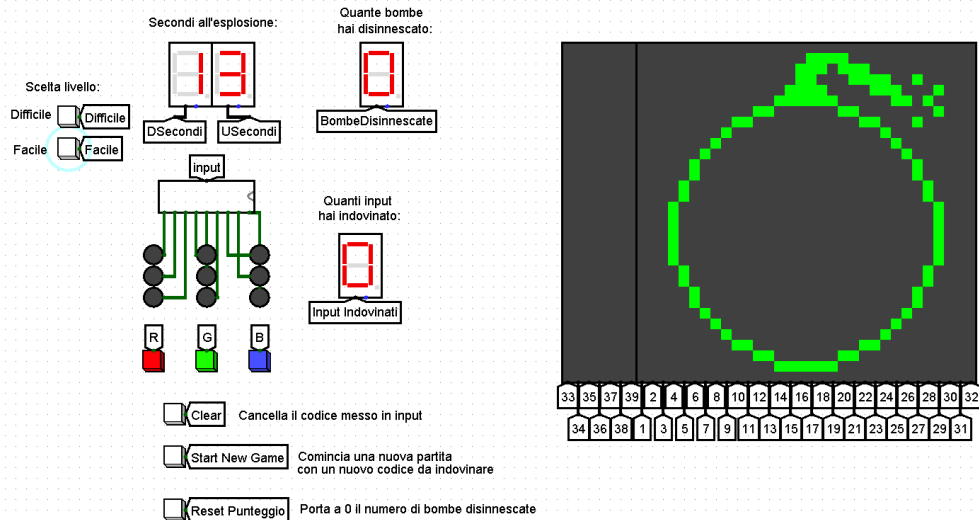 Secondi all'esplosione:
13
DSecondi
USecondi
Quante bombe
hai disinnescato:
0
BombeDisinnescate
Scelta livello:
Difficile
Difficile
Facile
Facile
input
Quanti input
hai indovinato:
0
Input Indovinati
R
G
B
Clear
Cancella il codice messo in input
Start New Game
Comincia una nuova partita
con un nuovo codice da indovinare
Reset Punteggio
Porta a 0 il numero di bombe disinnescate
33 35 37 39 2 4 6 8 10 12 14 16 18 20 22 24 26 28 30 32
34 36 38 1 3 5 7 9 11 13 15 17 19 21 23 25 27 29 31